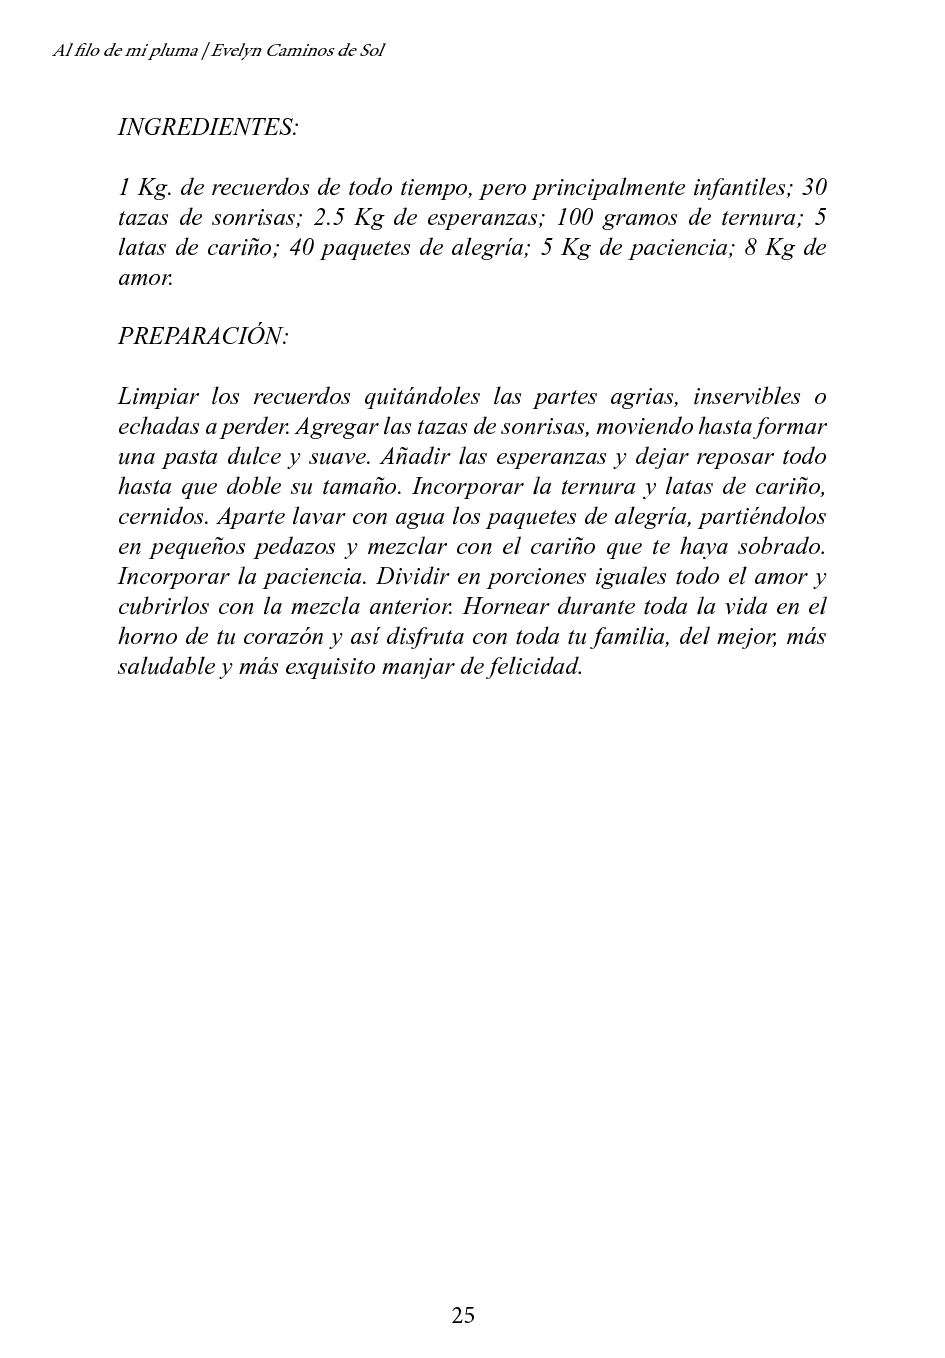 Al filo de mi pluma | Evelyn Caminos de Sol
INGREDIENTES:
1 Kg. de recuerdos de todo tiempo, pero principalmente infantiles; 30
tazas de sonrisas; 2.5 Kg de esperanzas; 100 gramos de ternura; 5
latas de cariño; 40 paquetes de alegría; 5 Kg de paciencia; 8 Kg de
amor.
PREPARACIÓN:
Limpiar los recuerdos quitándoles las partes agrias, inservibles o
echadas a perder. Agregar las tazas de sonrisas, moviendo hasta formar
una pasta dulce y suave. Añadir las esperanzas y dejar reposar todo
hasta que doble su tamaño. Incorporar la ternura y latas de cariño,
cernidos. Aparte lavar con agua los paquetes de alegría, partiéndolos
en pequeños pedazos y mezclar con el cariño que te haya sobrado.
Incorporar la paciencia. Dividir en porciones iguales todo el amor y
cubrirlos con la mezcla anterior. Hornear durante toda la vida en el
horno de tu corazón y así disfruta con toda tu familia, del mejor, más
saludable y más exquisito manjar de felicidad.
25